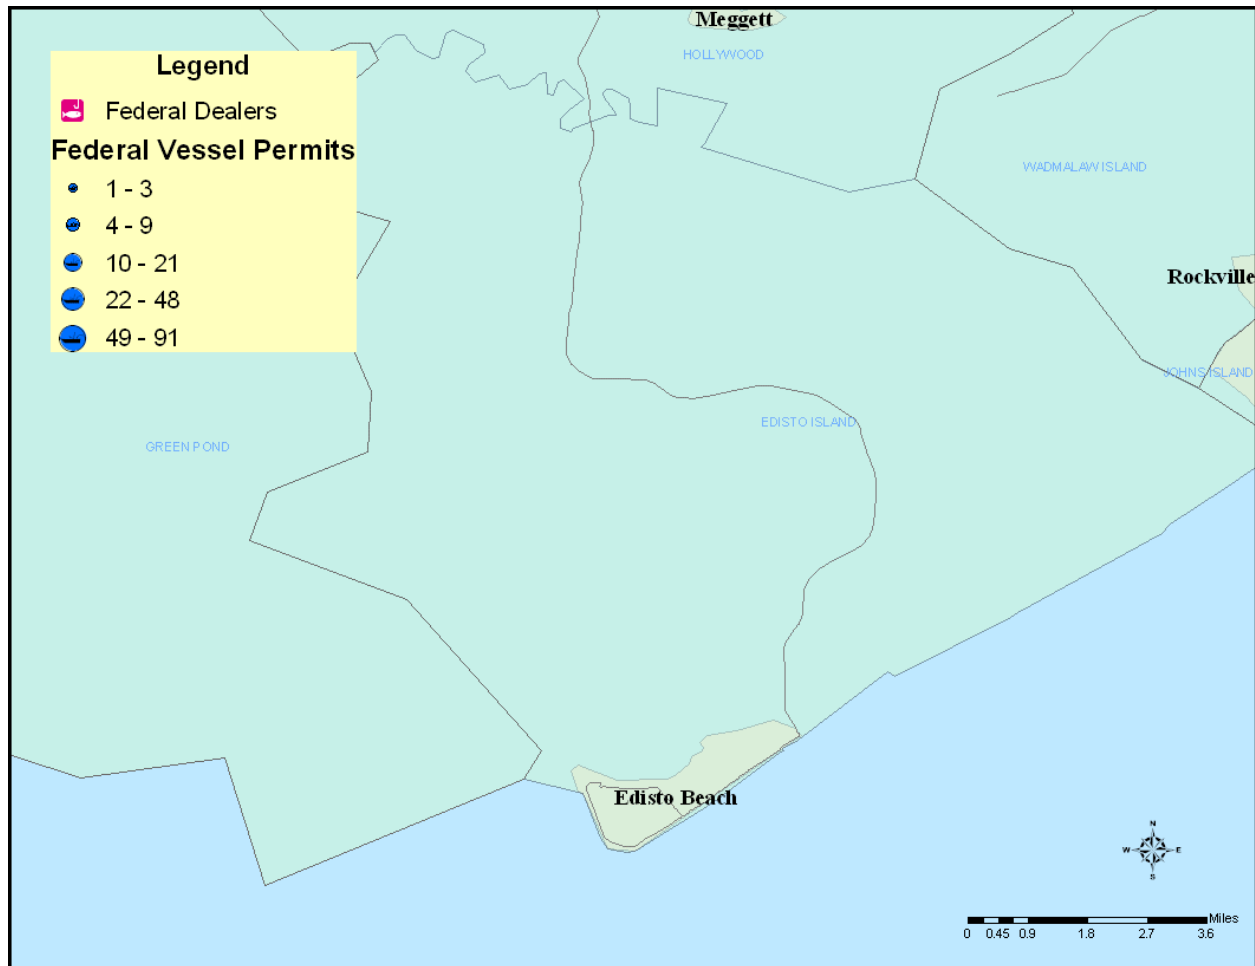 Meggett
HOLLYWOOD
Legend
Federal Dealers
Federal Vessel Permits
1 - 3
4 - 9
10 - 21
22 - 48
49 - 91
WADMALAW ISLAND
Rockville
JOHNS ISLAND
EDISTO ISLAND
GREEN POND
Edisto Beach
N
W E
S
Miles
0 0.45 0.9 1.8 2.7 3.6